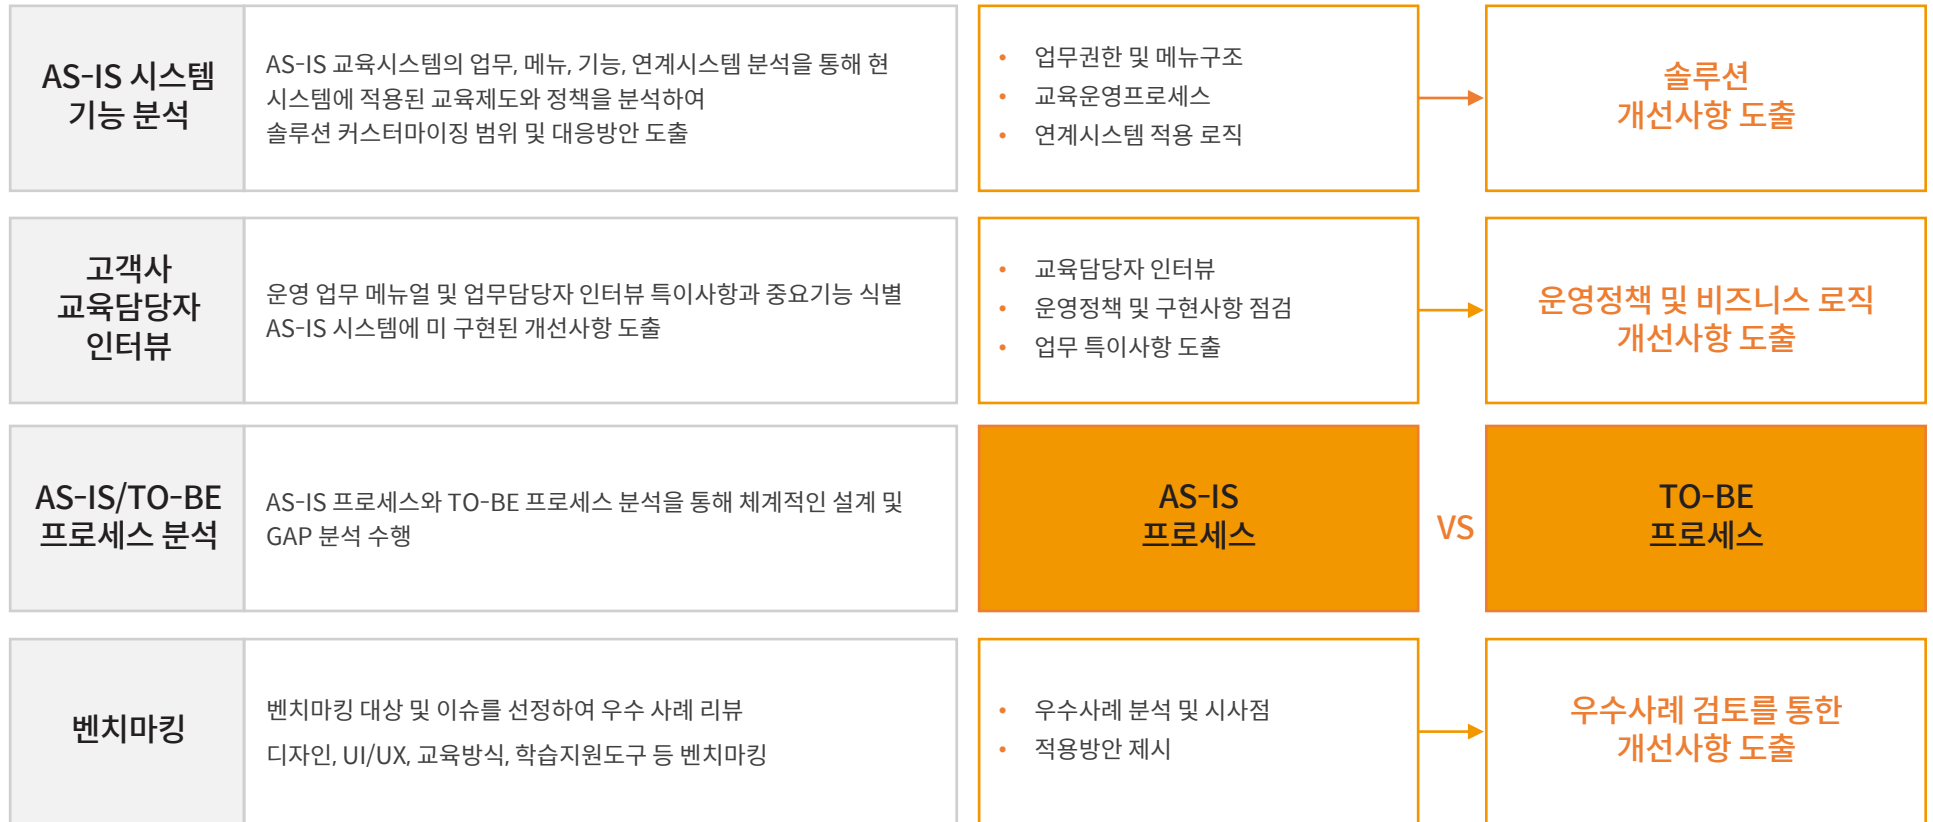 AS-IS 시스템
기능 분석
AS-IS 교육시스템의 업무, 메뉴, 기능, 연계시스템 분석을 통해 현
시스템에 적용된 교육제도와 정책을 분석하여
솔루션 커스터마이징 범위 및 대응방안 도출
• 업무권한 및 메뉴구조
• 교육운영프로세스
• 연계시스템 적용 로직
솔루션
개선사항 도출
고객사
교육담당자
인터뷰
운영 업무 메뉴얼 및 업무담당자 인터뷰 특이사항과 중요기능 식별
AS-IS 시스템에 미 구현된 개선사항 도출
• 교육담당자 인터뷰
• 운영정책 및 구현사항 점검
• 업무 특이사항 도출
운영정책 및 비즈니스 로직
개선사항 도출
AS-IS/TO-BE
프로세스 분석
AS-IS 프로세스와 TO-BE 프로세스 분석을 통해 체계적인 설계 및
GAP 분석 수행
AS-IS
프로세스
VS
TO-BE
프로세스
벤치마킹
벤치마킹 대상 및 이슈를 선정하여 우수 사례 리뷰
디자인, UI/UX, 교육방식, 학습지원도구 등 벤치마킹
• 우수사례 분석 및 시사점
• 적용방안 제시
우수사례 검토를 통한
개선사항 도출